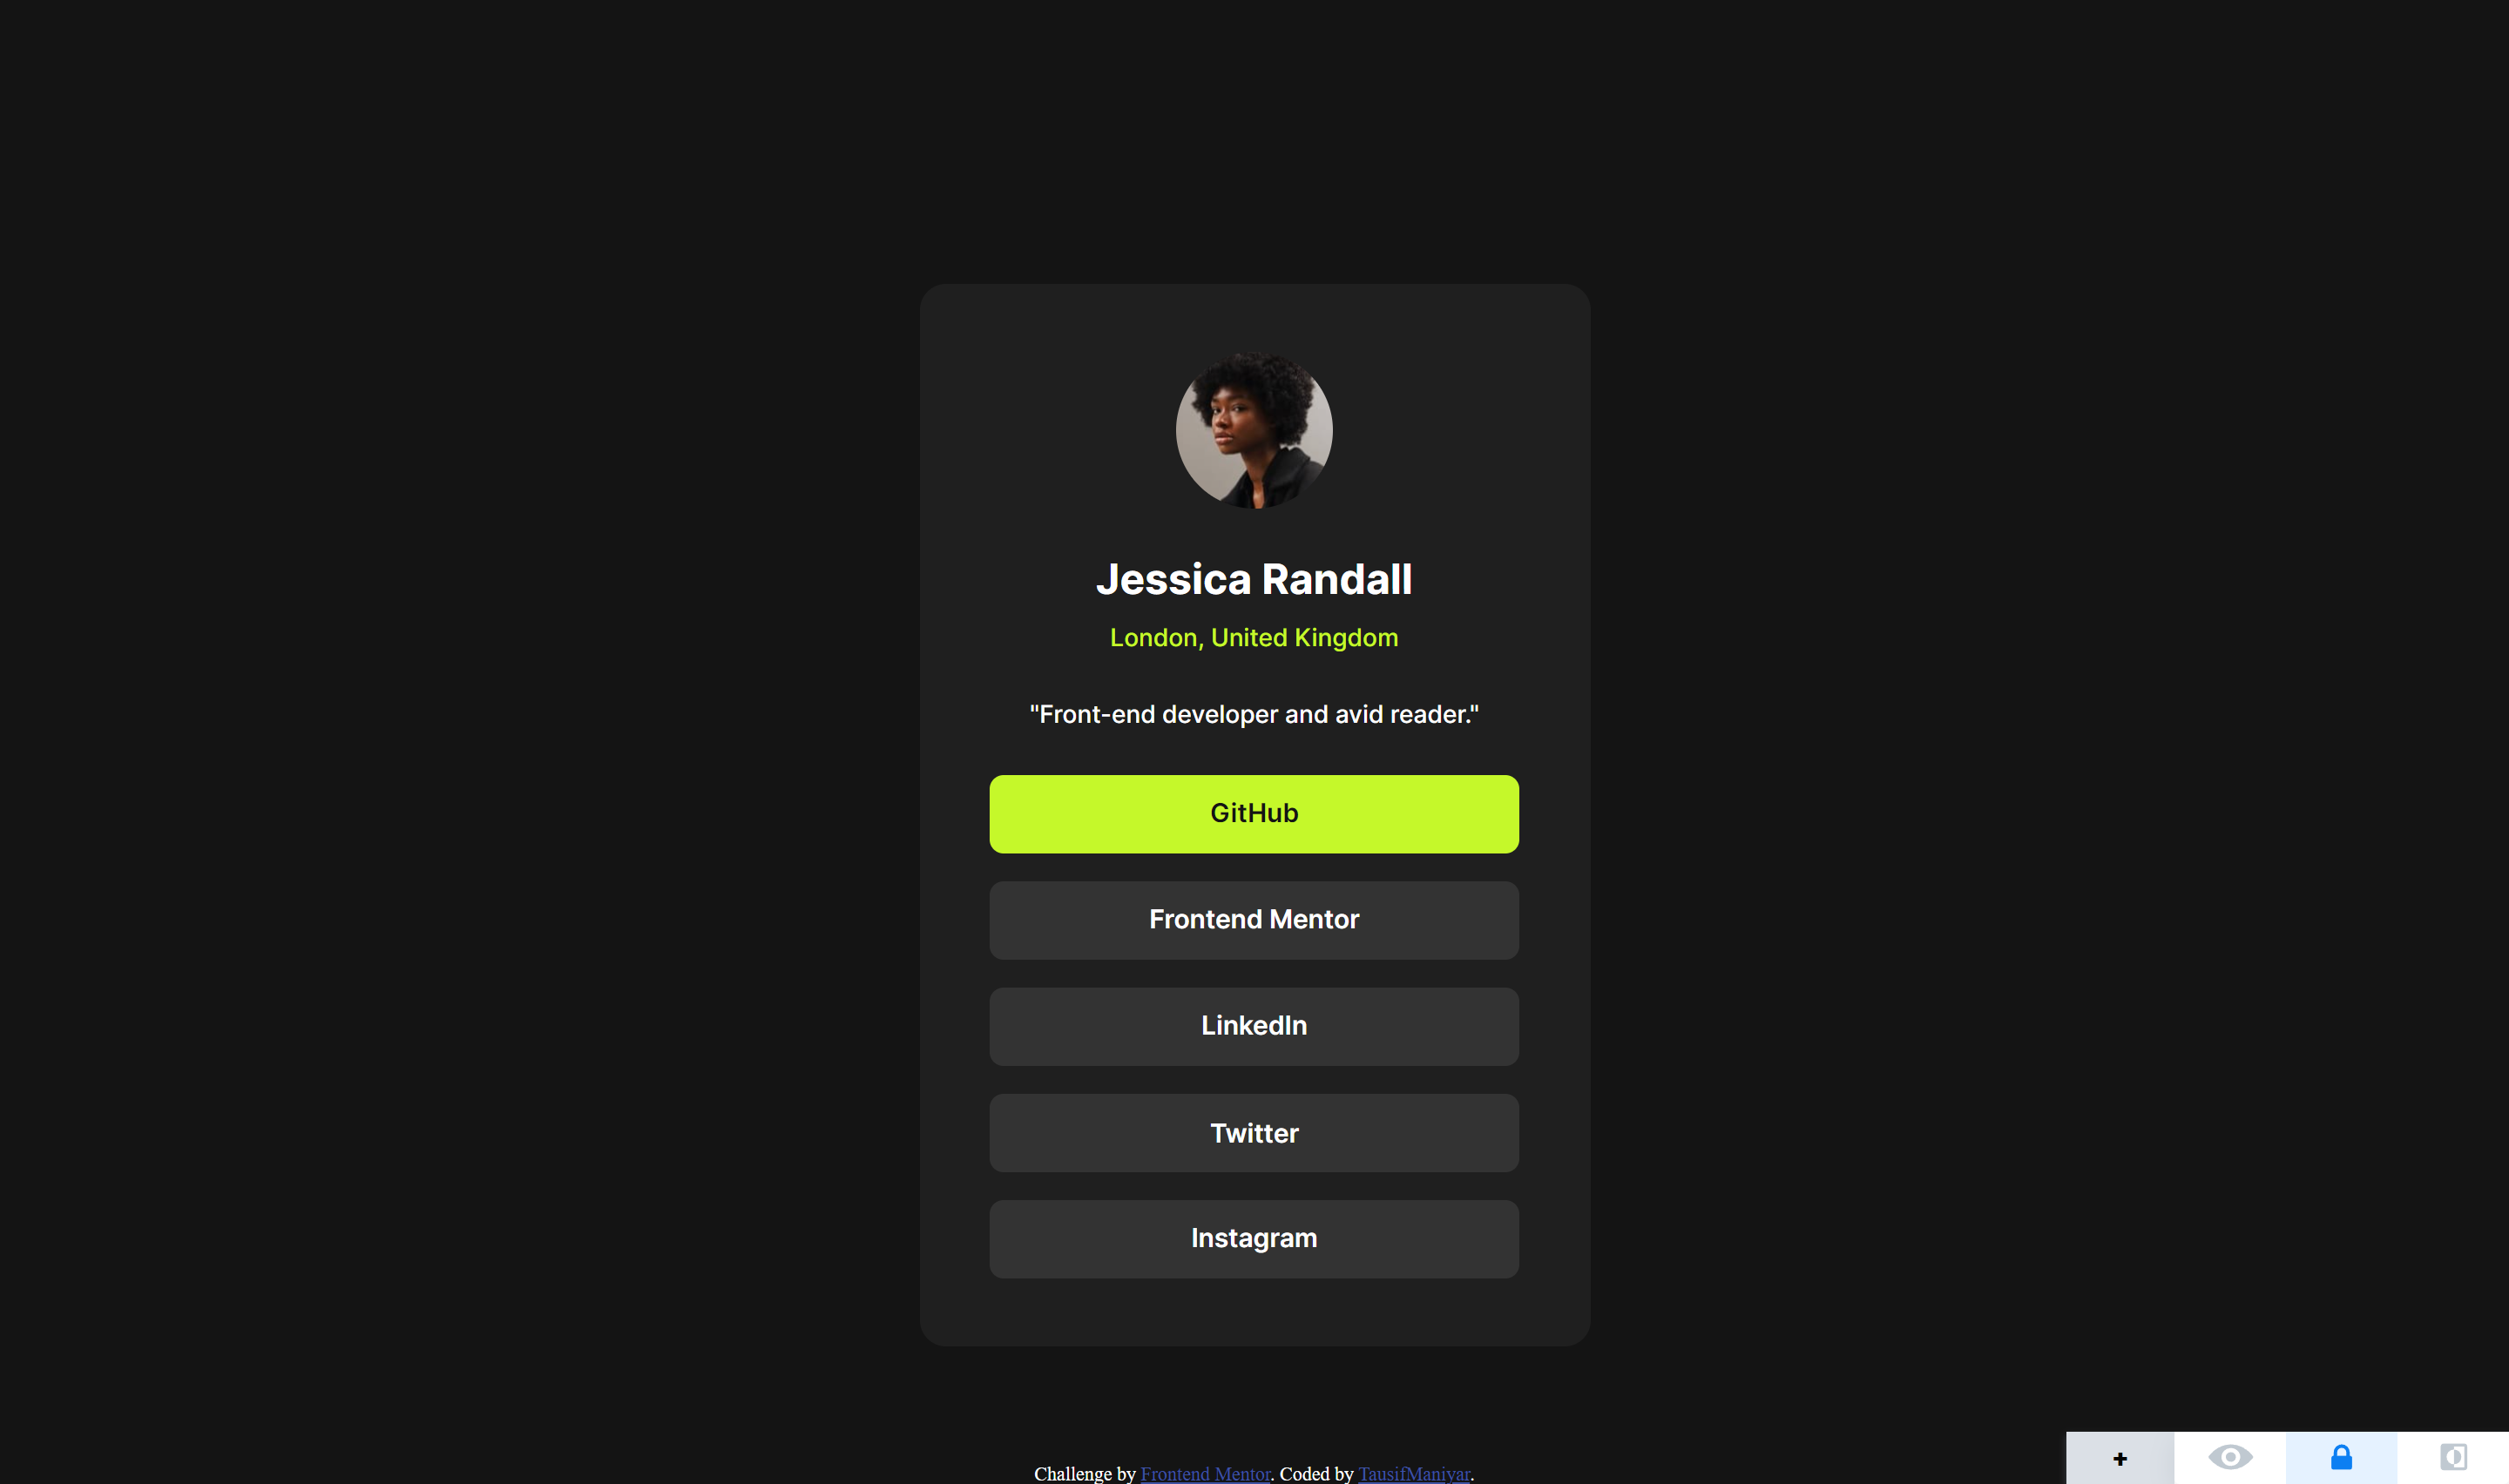 Jessica Randall
London, United Kingdom
"Front-end developer and avid reader."
GitHub
Frontend Mentor
LinkedIn
Twitter
Instagram
Challenge by Frontend Mentor. Coded by TausifManiyar.
+